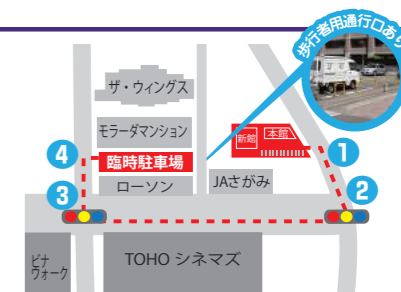 歩行者用通行口あり
ザ・ウィングス
モラーダマンション
新館
本館
臨時駐車場
ローソン
JAさがみ
1
2
4
3
ビナ
ウォーク
TOHO シネマズ